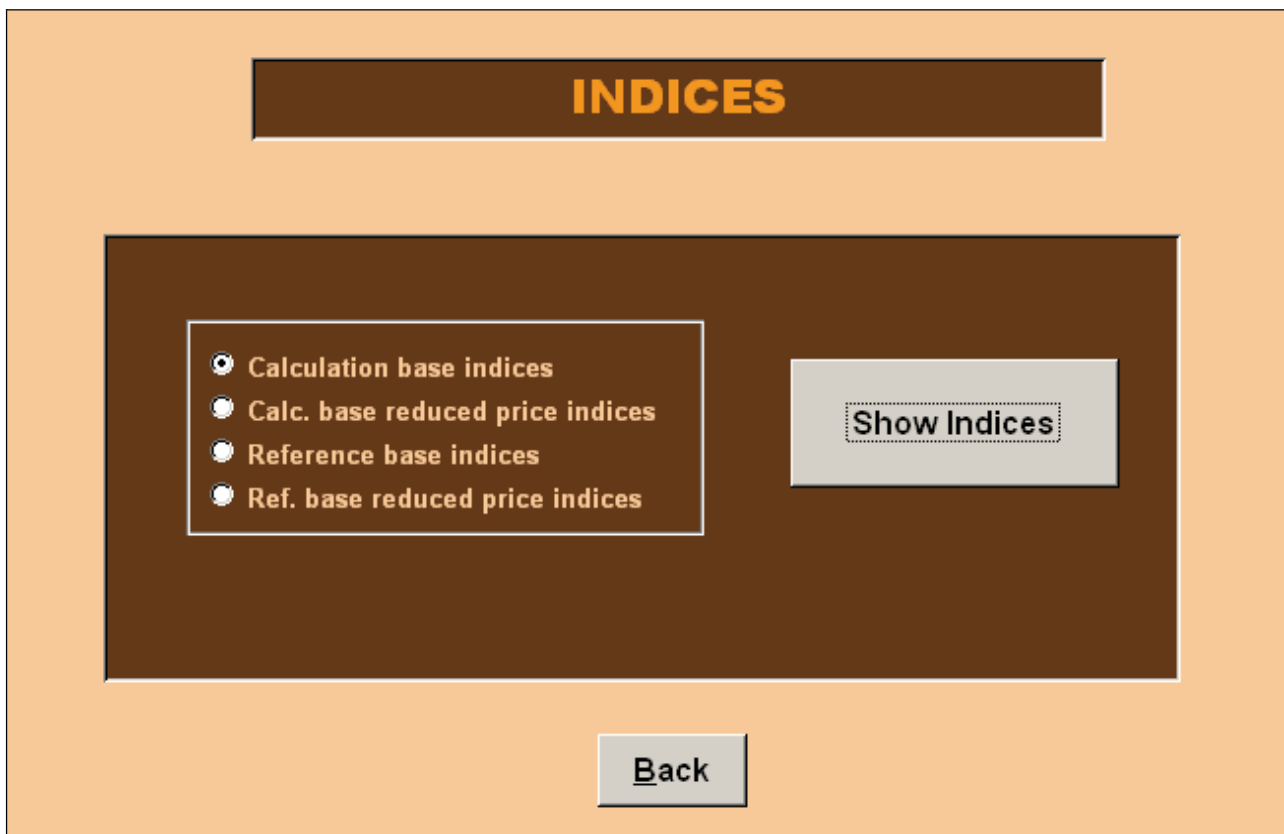 INDICES
Calculation base indices
Calc. base reduced price indices
Reference base indices
Ref. base reduced price indices
Show Indices
Back